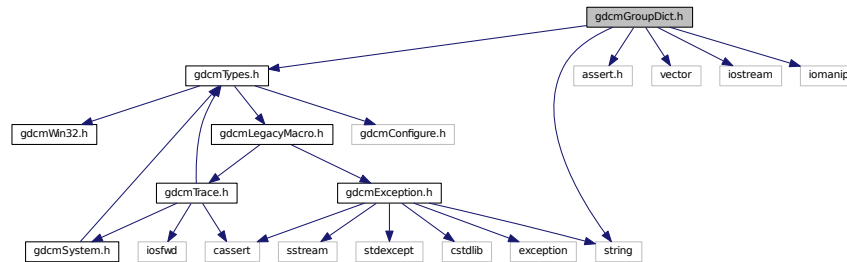 gdcmGroupDict.h
gdcmTypes.h
assert.h
vector
iostream
iomanip
gdcmWin32.h
gdcmLegacyMacro.h
gdcmConfigure.h
gdcmTrace.h
gdcmException.h
gdcmSystem.h
iosfwd
cassert
sstream
stdexcept
cstdlib
exception
string